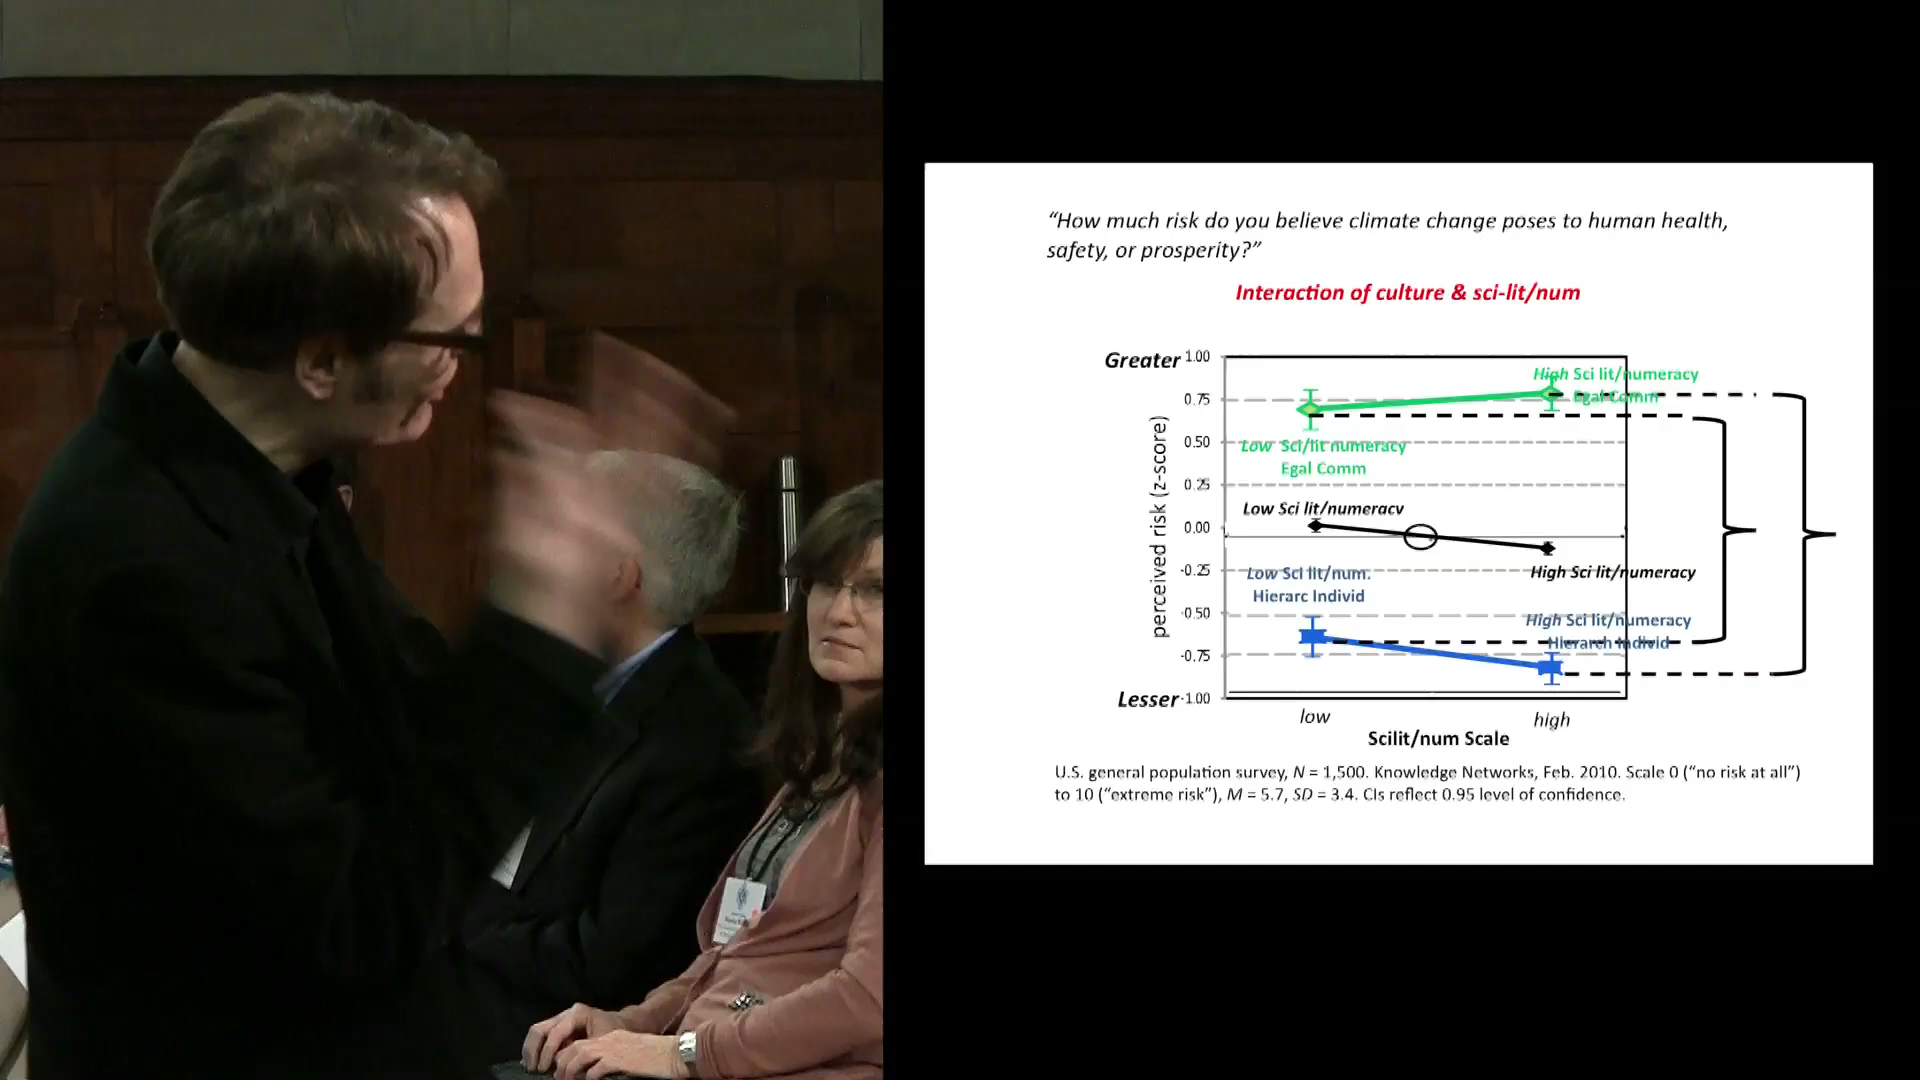 “How much risk do you believe climate change poses to human health,
safety, or prosperity?”
Interaction of culture & sci-lit/num
Greater
1.00
High Sci lit/numeracy
Egal Comm
0.75
0.50
Low Sci/lit numeracy
Egal Comm
0.25
Low Sci lit/numeracy
0.00
-0.25
High Sci lit/numeracy
Low Sci lit/num.
Hierarc Individ
-0.50
High Sci lit/numeracy
Hierarch Individ
-0.75
Lesser
-1.00
perceived risk (z-score)
low
high
Scilit/num Scale
U.S. general population survey, N = 1,500. Knowledge Networks, Feb. 2010. Scale 0 (“no risk at all”)
to 10 (“extreme risk”), M = 5.7, SD = 3.4. CIs reflect 0.95 level of confidence.